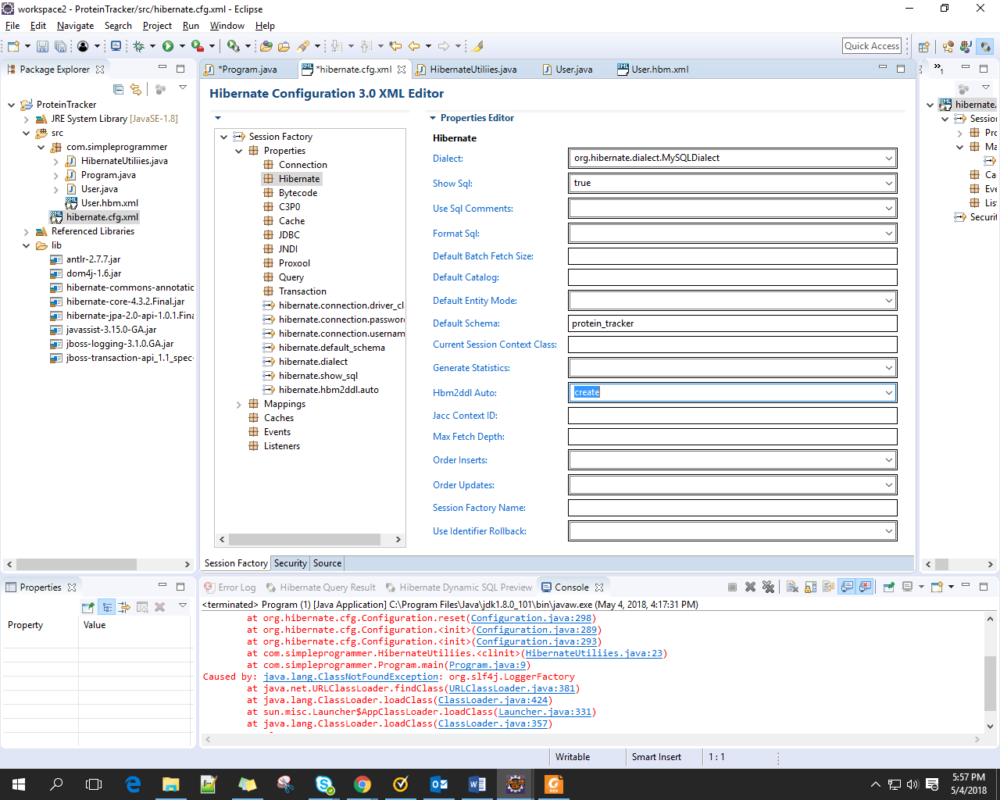 workspace2 - ProteinTracker/src/hibernate.cfg.xml - Eclipse
File Edit Navigate Search Project Run Window Help
Quick Access
Package Explorer
*Program.java
*hibernate.cfg.xml
HibernateUtiliies.java
User.java
User.hbm.xml
»1
ProteinTracker
JRE System Library [JavaSE-1.8]
src
com.simpleprogrammer
HibernateUtiliies.java
Program.java
User.java
User.hbm.xml
hibernate.cfg.xml
Referenced Libraries
lib
antlr-2.7.7.jar
dom4j-1.6.jar
hibernate-commons-annotatic
hibernate-core-4.3.2.Final.jar
hibernate-jpa-2.0-api-1.0.1.Fina
javassist-3.15.0-GA.jar
jboss-logging-3.1.0.GA.jar
jboss-transaction-api_1.1_spec-
Hibernate Configuration 3.0 XML Editor
Session Factory
Properties
Connection
Hibernate
Bytecode
C3P0
Cache
JDBC
JNDI
Proxool
Query
Transaction
hibernate.connection.driver_cl
hibernate.connection.password
hibernate.connection.usernam
hibernate.default_schema
hibernate.dialect
hibernate.show_sql
hibernate.hbm2ddl.auto
Mappings
Caches
Events
Listeners
Properties Editor
Hibernate
Dialect: org.hibernate.dialect.MySQLDialect
Show Sql: true
Use Sql Comments:
Format Sql:
Default Batch Fetch Size:
Default Catalog:
Default Entity Mode:
Default Schema: protein_tracker
Current Session Context Class:
Generate Statistics:
Hbm2ddl Auto: create
Jacc Context ID:
Max Fetch Depth:
Order Inserts:
Order Updates:
Session Factory Name:
Use Identifier Rollback:
Session Factory Security Source
hibernate.
Session
Pro
Ma
Ca
Eve
List
Securit
Properties
Property Value
Error Log Hibernate Query Result Hibernate Dynamic SQL Preview Console
<terminated> Program (1) [Java Application] C:\Program Files\Java\jdk1.8.0_101\bin\javaw.exe (May 4, 2018, 4:17:31 PM)
at org.hibernate.cfg.Configuration.reset(Configuration.java:298)
at org.hibernate.cfg.Configuration.<init>(Configuration.java:289)
at org.hibernate.cfg.Configuration.<init>(Configuration.java:293)
at com.simpleprogrammer.HibernateUtiliies.<clinit>(HibernateUtiliies.java:23)
at com.simpleprogrammer.Program.main(Program.java:9)
Caused by: java.lang.ClassNotFoundException: org.slf4j.LoggerFactory
at java.net.URLClassLoader.findClass(URLClassLoader.java:381)
at java.lang.ClassLoader.loadClass(ClassLoader.java:424)
at sun.misc.Launcher$AppClassLoader.loadClass(Launcher.java:331)
at java.lang.ClassLoader.loadClass(ClassLoader.java:357)
Writable Smart Insert 1 : 1
5:57 PM
5/4/2018